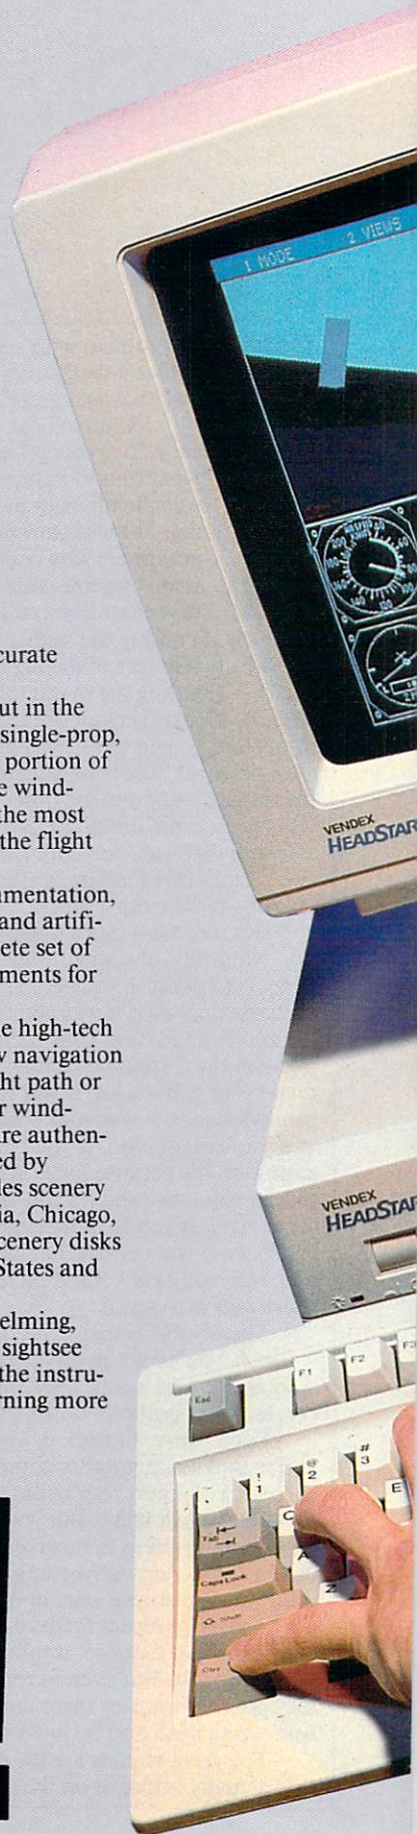 1 MODE 2 VIEWS
curate
ut in the
single-prop,
portion of
e wind-
the most
the flight
umentation,
and artifi-
ete set of
ments for
e high-tech
w navigation
ht path or
r wind-
are authen-
ed by
les scenery
ia, Chicago,
cenery disks
States and
elming,
sightsee
the instru-
rning more
VENDEX
HEADSTAR
VENDEX
HEADSTAR
Esc F1 F2 F3
! @ #
1 2 3
Tab E
Caps Lock A
Shift Z
Ctrl